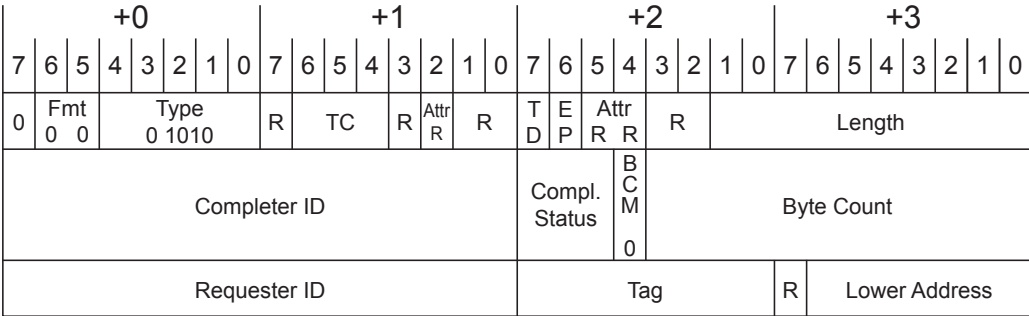 +0 +1 +2 +3
7 6 5 4 3 2 1 0 7 6 5 4 3 2 1 0 7 6 5 4 3 2 1 0 7 6 5 4 3 2 1 0
0 Fmt 0 0 Type 0 1010 R TC R Attr R R TD EP Attr R R R Length
Completer ID Compl. Status BCM 0 Byte Count
Requester ID Tag R Lower Address